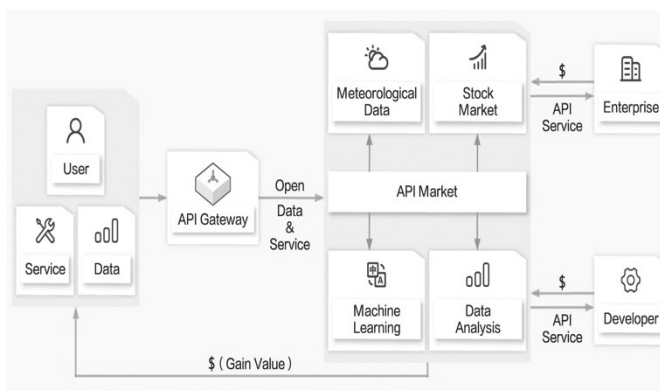 User
Service
Data
API Gateway
Open
Data
&
Service
Meteorological
Data
Stock
Market
API Market
中
A
Machine
Learning
Data
Analysis
$
API
Service
Enterprise
$
API
Service
Developer
$ ( Gain Value )